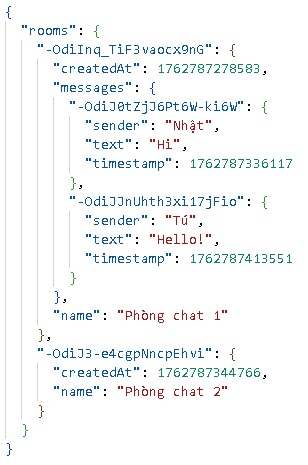 {
"rooms": {
"-OdiInq_TiF3vaocx9nG": {
"createdAt": 1762787278583,
"messages": {
"-OdiJ0tZjJ6Pt6W-ki6W": {
"sender": "Nhật",
"text": "Hi",
"timestamp": 1762787336117
},
"-OdiJJnUhth3xi17jFio": {
"sender": "Tú",
"text": "Hello!",
"timestamp": 1762787413551
}
},
"name": "Phòng chat 1"
},
"-OdiJ3-e4cgpNncpEhvi": {
"createdAt": 1762787344766,
"name": "Phòng chat 2"
}
}
}